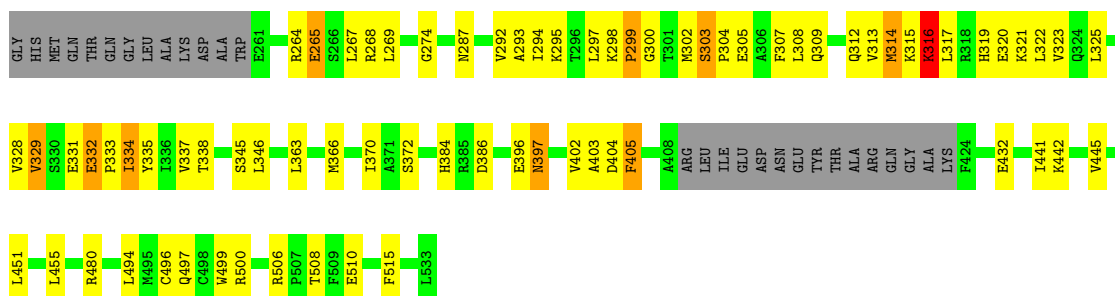 GLY HIS MET GLN THR GLN GLY LEU ALA LYS ASP ALA TRP E261 R264 E265 S266 L267 R268 L269 G274 N287 V292 A293 I294 K295 T296 L297 K298 P299 G300 T301 M302 S303 P304 E305 A306 F307 L308 Q309 Q312 V313 M314 K315 K316 L317 R318 H319 E320 K321 L322 V323 Q324 L325
V328 V329 S330 E331 E332 P333 I334 Y335 I336 V337 T338 S345 L346 L363 M366 I370 A371 S372 H384 R385 D386 E396 N397 V402 A403 D404 F405 A408 ARG LEU ILE GLU ASP ASN GLU TYR THR ALA ARG GLN GLY ALA LYS F424 E432 I441 K442 V445
L451 L455 R480 L494 M495 C496 Q497 C498 W499 R500 R506 P507 T508 F509 E510 F515 L533